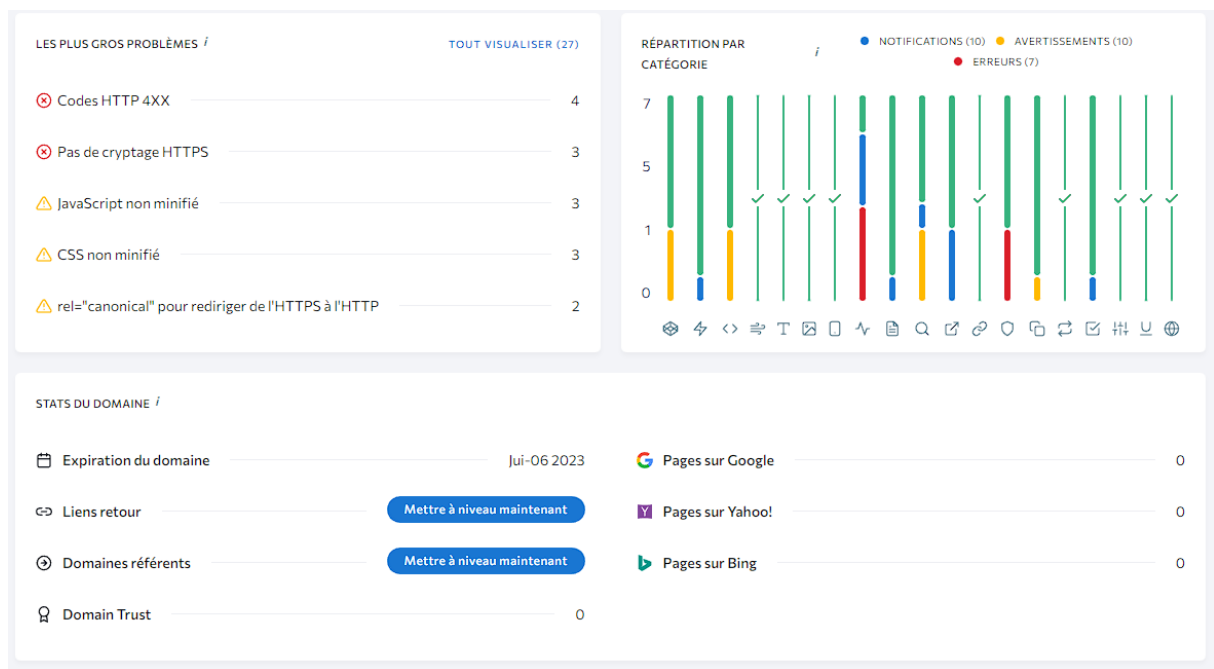 LES PLUS GROS PROBLÈMES i
TOUT VISUALISER (27)
Codes HTTP 4XX 4
Pas de cryptage HTTPS 3
JavaScript non minifié 3
CSS non minifié 3
rel="canonical" pour rediriger de l'HTTPS à l'HTTP 2
RÉPARTITION PAR
CATÉGORIE i
NOTIFICATIONS (10) AVERTISSEMENTS (10)
ERREURS (7)
7
5
1
0
STATS DU DOMAINE i
Expiration du domaine Jui-06 2023
Liens retour Mettre à niveau maintenant
Domaines référents Mettre à niveau maintenant
Domain Trust 0
Pages sur Google 0
Pages sur Yahoo! 0
Pages sur Bing 0